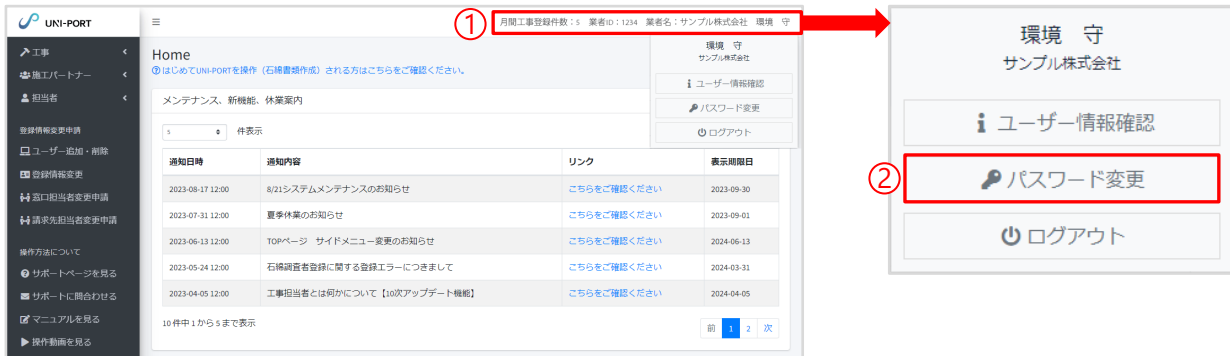 UNI-PORT
工事
施工パートナー
担当者
登録情報変更申請
ユーザー追加・削除
登録情報変更
窓口担当者変更申請
請求先担当者変更申請
操作方法について
サポートページを見る
サポートに問合わせる
マニュアルを見る
操作動画を見る
① 月間工事登録件数：5 業者ID：1234 業者名：サンプル株式会社 環境 守
Home
はじめてUNI-PORTを操作（石綿書類作成）される方はこちらをご確認ください。
環境 守
サンプル株式会社
ユーザー情報確認
パスワード変更
ログアウト
メンテナンス、新機能、休業案内
5 件表示
通知日時 通知内容 リンク 表示期限日
2023-08-17 12:00 8/21システムメンテナンスのお知らせ こちらをご確認ください 2023-09-30
2023-07-31 12:00 夏季休業のお知らせ こちらをご確認ください 2023-09-01
2023-06-13 12:00 TOPページ サイドメニュー変更のお知らせ こちらをご確認ください 2024-06-13
2023-05-24 12:00 石綿調査者登録に関する登録エラーにつきまして こちらをご確認ください 2024-03-31
2023-04-05 12:00 工事担当者とは何かについて【10次アップデート機能】 こちらをご確認ください 2024-04-05
10 件中 1 から 5 まで表示
前 1 2 次
環境 守
サンプル株式会社
ユーザー情報確認
② パスワード変更
ログアウト